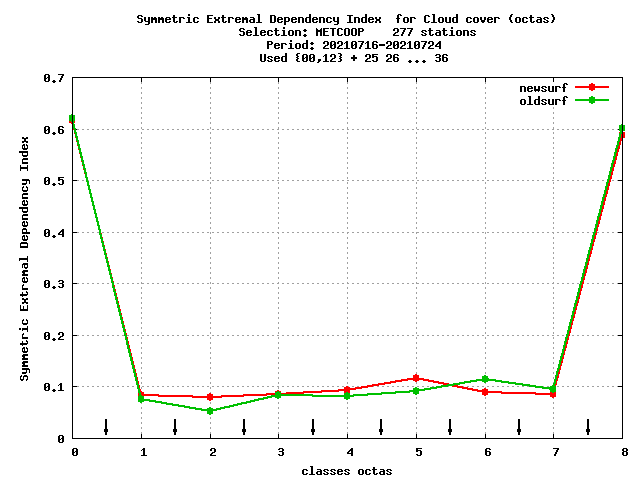 Symmetric Extremal Dependency Index  for Cloud cover (octas)
Selection: METCOOP    277 stations
Period: 20210716-20210724
Used {00,12} + 25 26 ... 36
newsurf
oldsurf
0.7
0.6
0.5
0.4
0.3
0.2
0.1
0
Symmetric Extremal Dependency Index
0 1 2 3 4 5 6 7 8
classes octas